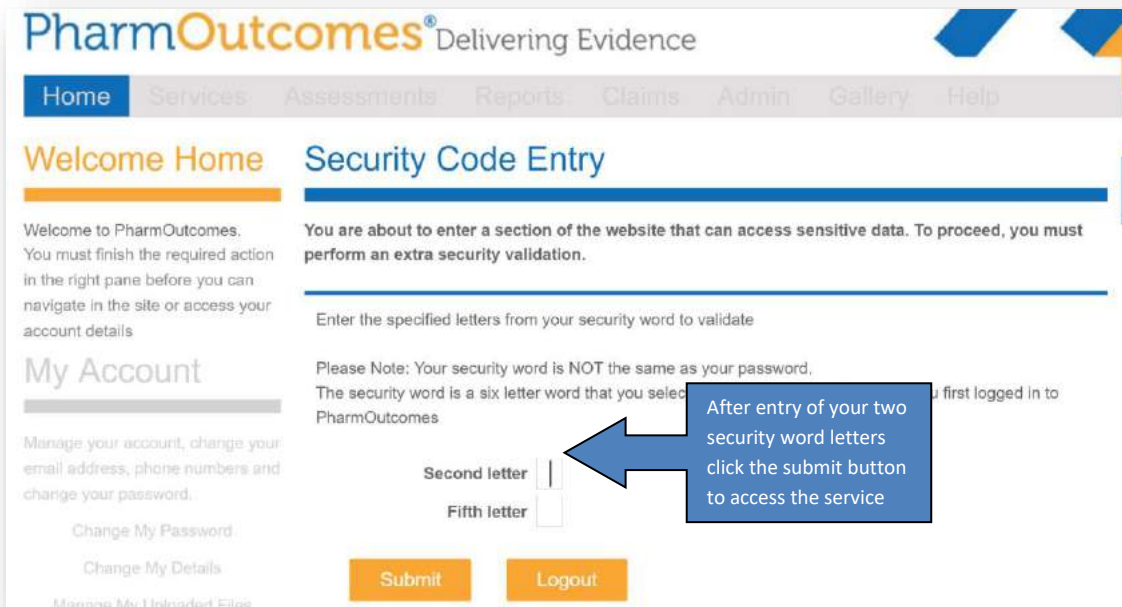 PharmOutcomes® Delivering Evidence
Home Services Assessments Reports Claims Admin Gallery Help
Welcome Home
Welcome to PharmOutcomes.
You must finish the required action
in the right pane before you can
navigate in the site or access your
account details
My Account
Manage your account, change your
email address, phone numbers and
change your password.
Change My Password
Change My Details
Manage My Uploaded Files
Security Code Entry
You are about to enter a section of the website that can access sensitive data. To proceed, you must
perform an extra security validation.
Enter the specified letters from your security word to validate
Please Note: Your security word is NOT the same as your password.
The security word is a six letter word that you selec u first logged in to
PharmOutcomes
After entry of your two
security word letters
click the submit button
to access the service
Second letter
Fifth letter
Submit Logout